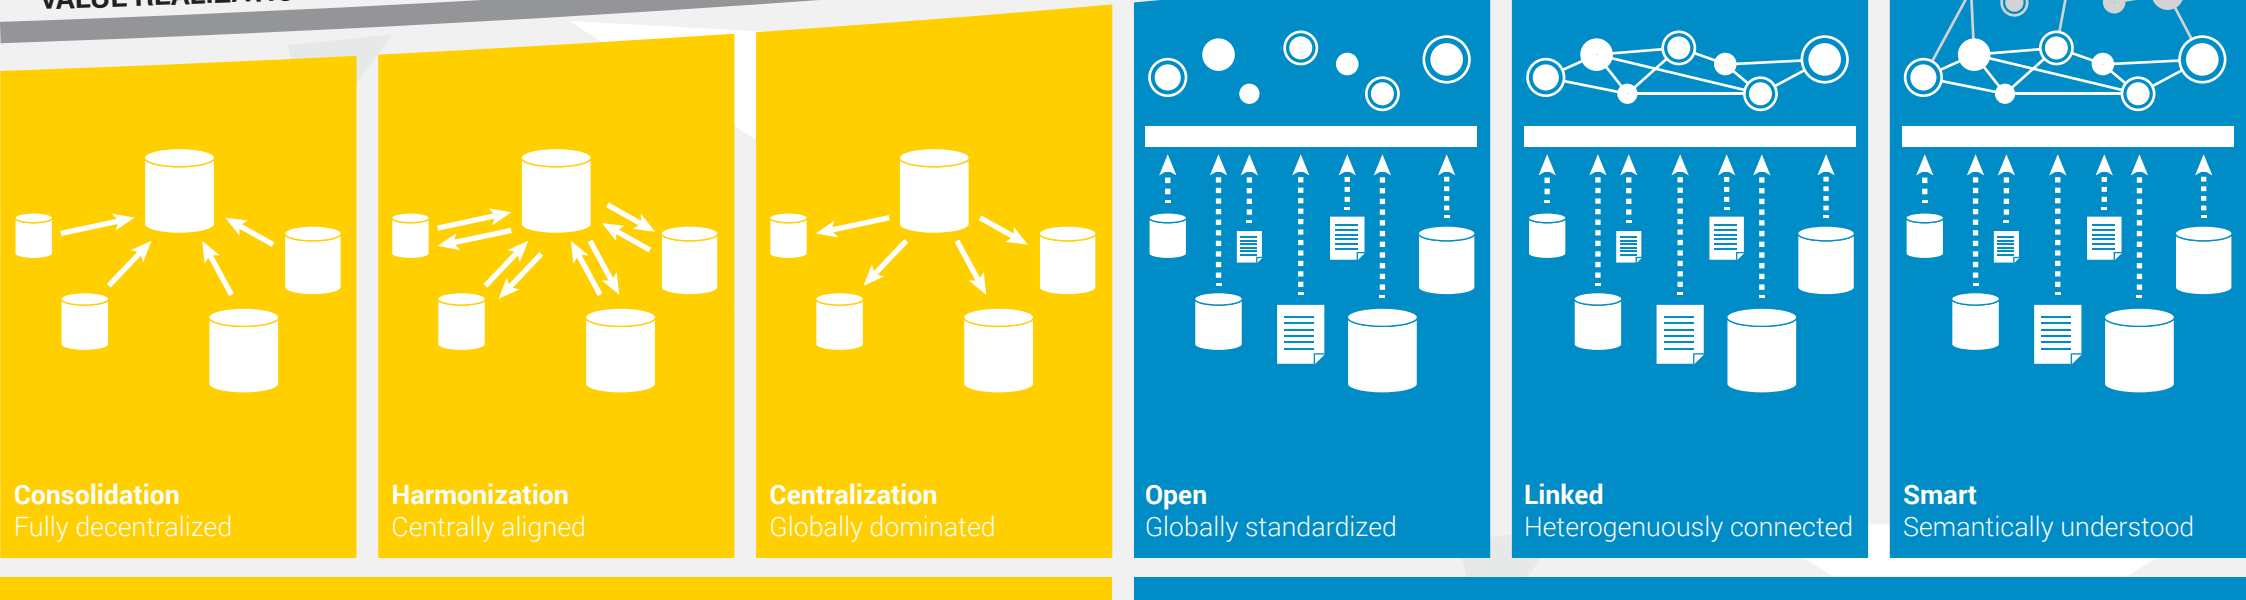 Consolidation
Fully decentralized
Harmonization
Centrally aligned
Centralization
Globally dominated
Open
Globally standardized
Linked
Heterogenuously connected
Smart
Semantically understood